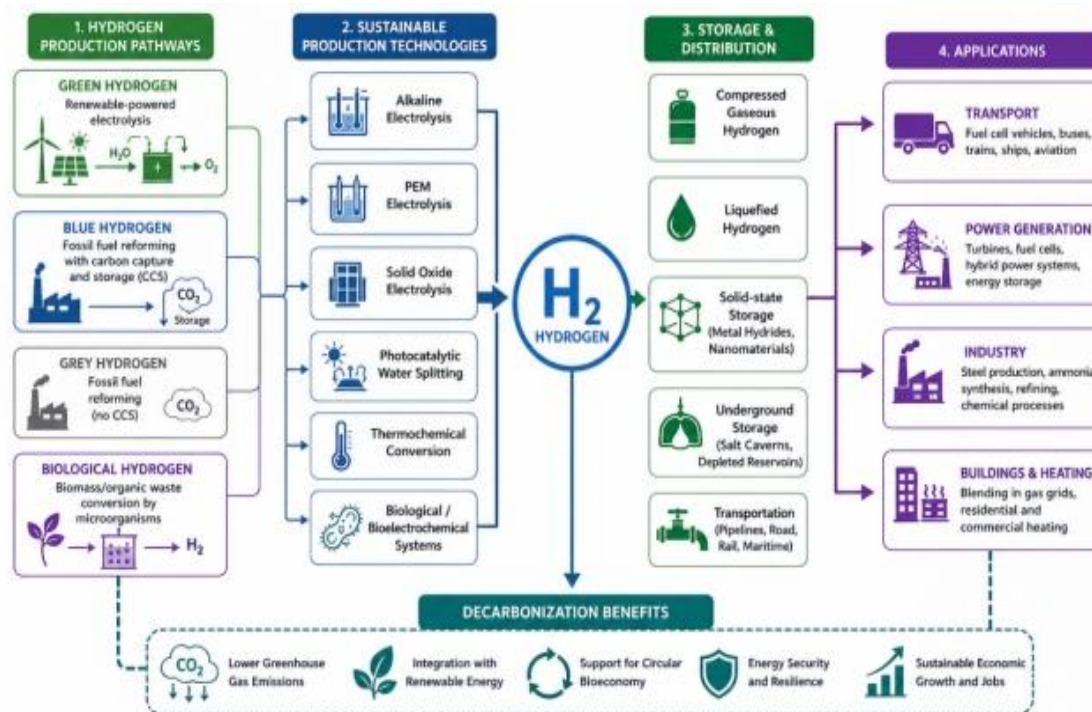 1. HYDROGEN
PRODUCTION PATHWAYS
GREEN HYDROGEN
Renewable-powered
electrolysis
H₂O
O₂
BLUE HYDROGEN
Fossil fuel reforming
with carbon capture
and storage (CCS)
CO₂
Storage
GREY HYDROGEN
Fossil fuel
reforming
(no CCS)
CO₂
BIOLOGICAL HYDROGEN
Biomass/organic waste
conversion by
microorganisms
H₂
2. SUSTAINABLE
PRODUCTION TECHNOLOGIES
Alkaline
Electrolysis
PEM
Electrolysis
Solid Oxide
Electrolysis
Photocatalytic
Water Splitting
Thermochemical
Conversion
Biological /
Bioelectrochemical
Systems
H₂
HYDROGEN
3. STORAGE &
DISTRIBUTION
Compressed
Gaseous
Hydrogen
Liquefied
Hydrogen
Solid-state
Storage
(Metal Hydrides,
Nanomaterials)
Underground
Storage
(Salt Caverns,
Depleted Reservoirs)
Transportation
(Pipelines, Road,
Rail, Maritime)
4. APPLICATIONS
TRANSPORT
Fuel cell vehicles, buses,
trains, ships, aviation
POWER GENERATION
Turbines, fuel cells,
hybrid power systems,
energy storage
INDUSTRY
Steel production, ammonia
synthesis, refining,
chemical processes
BUILDINGS & HEATING
Blending in gas grids,
residential and
commercial heating
DECARBONIZATION BENEFITS
CO₂
Lower Greenhouse
Gas Emissions
Integration with
Renewable Energy
Support for Circular
Bioeconomy
Energy Security
and Resilience
Sustainable Economic
Growth and Jobs